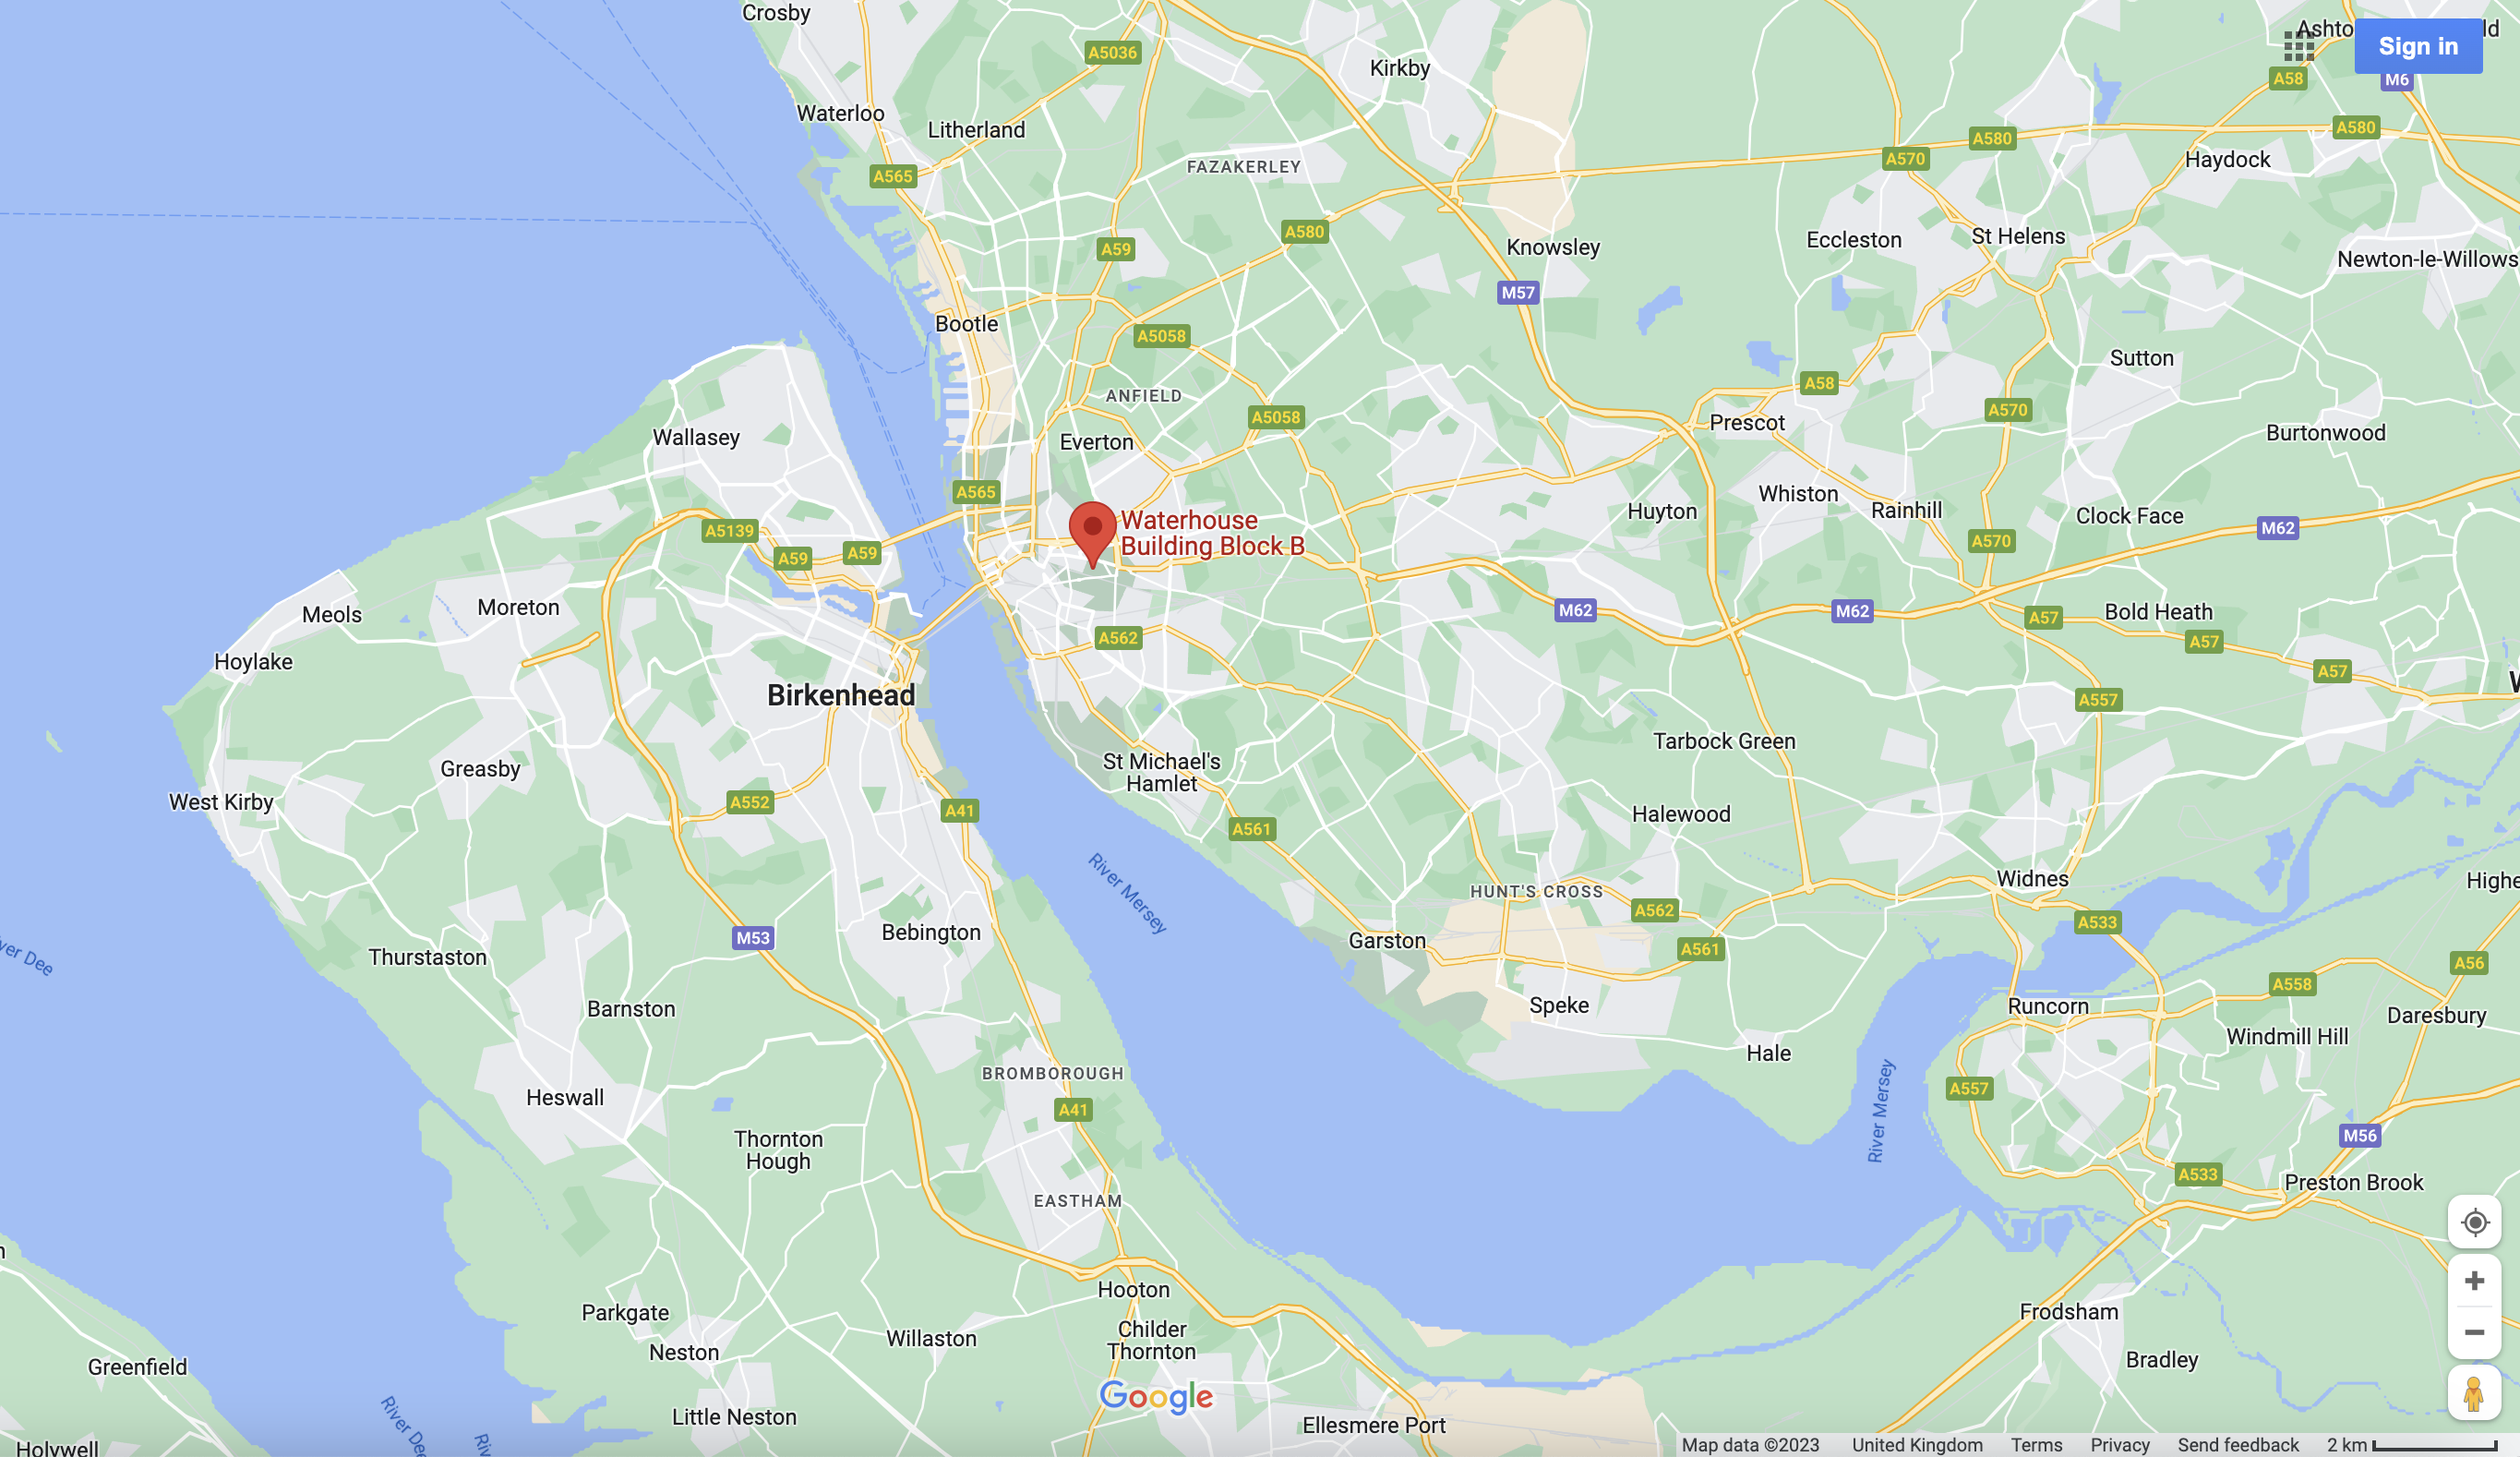 Crosby
A5036
Kirkby
Ashto
ld
Sign in
A58
M6
Waterloo
Litherland
A580
A580
A570
Haydock
FAZAKERLEY
A565
A580
A59
Knowsley
Eccleston
St Helens
Newton-le-Willows
M57
Bootle
A5058
Sutton
A58
ANFIELD
A5058
A570
Prescot
Wallasey
Everton
Burtonwood
A565
Whiston
Huyton
Rainhill
Clock Face
Waterhouse
Building Block B
A5139
A59
A59
A570
M62
Moreton
Meols
M62
M62
A57
Bold Heath
A562
A57
Hoylake
A57
W
Birkenhead
A557
Tarbock Green
St Michael's
Hamlet
Greasby
West Kirby
A552
A41
A561
Halewood
River Mersey
HUNT'S CROSS
Widnes
Highe
A562
A533
Bebington
M53
Garston
A561
ver Dee
Thurstaston
A56
A558
Barnston
Speke
Runcorn
Daresbury
Windmill Hill
Hale
BROMBOROUGH
Heswall
A557
River Mersey
A41
M56
Thornton
Hough
A533
Preston Brook
EASTHAM
Hooton
Parkgate
Frodsham
Childer
Thornton
Willaston
Neston
Bradley
Greenfield
Google
River Dee
Little Neston
Ellesmere Port
Riv
Holywell
Map data ©2023 United Kingdom Terms Privacy Send feedback 2 km